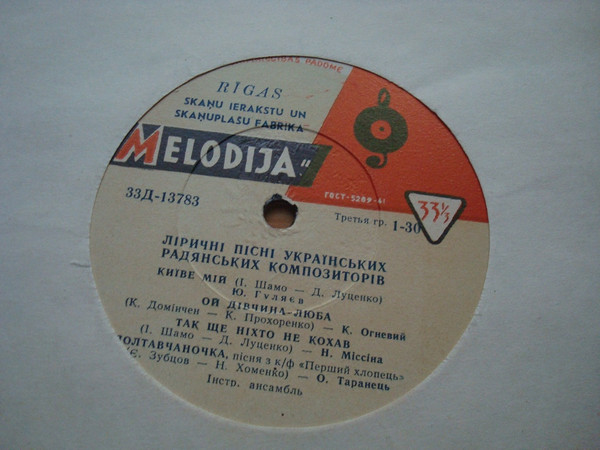 PADOME
RĪGAS
SKAŅU IERAKSTU UN
SKAŅUPLAŠU FABRIKA
MELODIJA"
ГОСТ-5289-61
33Д-13783
Третья гр. 1-30
33⅓
ЛІРИЧНІ ПІСНІ УКРАЇНСЬКИХ
РАДЯНСЬКИХ КОМПОЗИТОРІВ
КИЇВЕ МІЙ (І. Шамо — Д. Луценко)
Ю. Гуляєв
ОЙ ДІВЧИНА-ЛЮБА
(К. Домінчен — К. Прохоренко) — К. Огневий
ТАК ЩЕ НІХТО НЕ КОХАВ
(І. Шамо — Д. Луценко) — Н. Міссіна
ПОЛТАВЧАНОЧКА, пісня з к/ф «Перший хлопець»
(Є. Зубцов — Н. Хоменко) — О. Таранець
Інстр. ансамбль